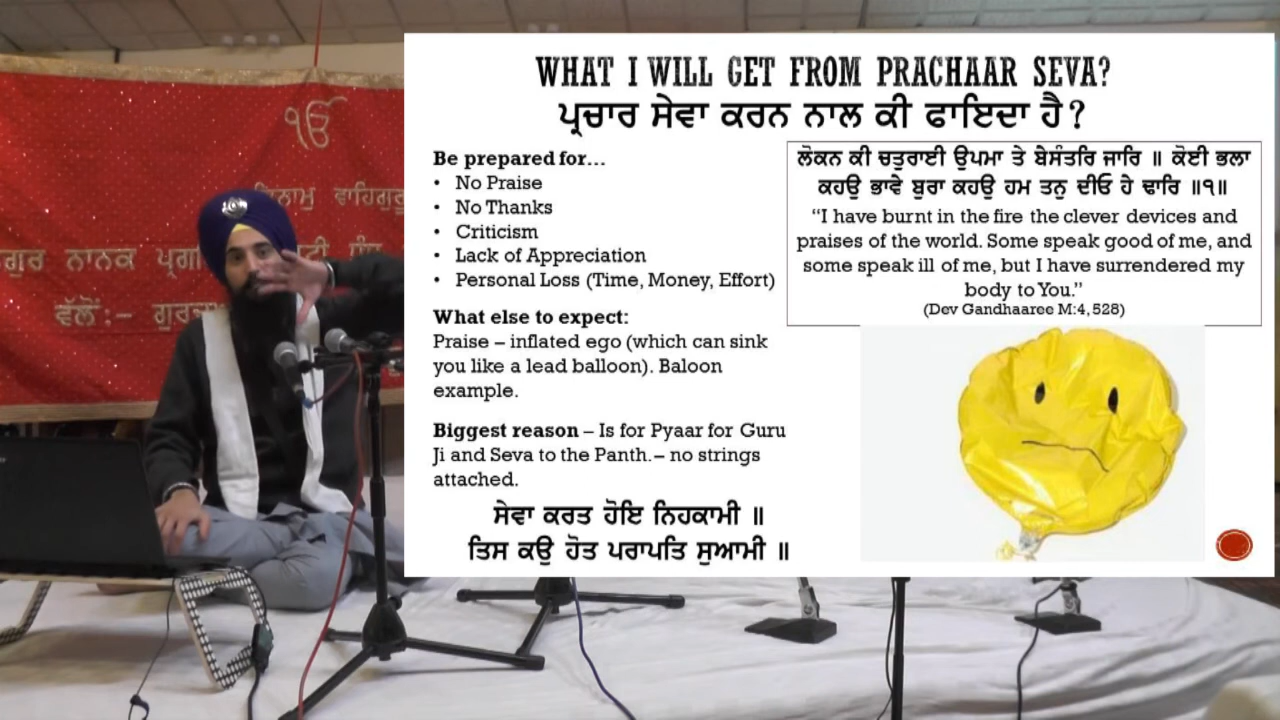 WHAT I WILL GET FROM PRACHAAR SEVA?
ਪ੍ਰਚਾਰ ਸੇਵਾ ਕਰਨ ਨਾਲ ਕੀ ਫਾਇਦਾ ਹੈ?
Be prepared for...
• No Praise
• No Thanks
• Criticism
• Lack of Appreciation
• Personal Loss (Time, Money, Effort)
What else to expect:
Praise – inflated ego (which can sink
you like a lead balloon). Baloon
example.
Biggest reason – Is for Pyaar for Guru
Ji and Seva to the Panth.– no strings
attached.
ਸੇਵਾ ਕਰਤ ਹੋਇ ਨਿਹਕਾਮੀ ॥
ਤਿਸ ਕਉ ਹੋਤ ਪਰਾਪਤਿ ਸੁਆਮੀ ॥
ਲੋਕਨ ਕੀ ਚਤੁਰਾਈ ਉਪਮਾ ਤੇ ਬੈਸੰਤਰਿ ਜਾਰਿ ॥ ਕੋਈ ਭਲਾ
ਕਹਉ ਭਾਵੇ ਬੁਰਾ ਕਹਉ ਹਮ ਤਨੁ ਦੀਓ ਹੈ ਢਾਰਿ ॥੧॥
“I have burnt in the fire the clever devices and
praises of the world. Some speak good of me, and
some speak ill of me, but I have surrendered my
body to You.”
(Dev Gandhaaree M:4, 528)
ੴ
ਵਾਹਿਗੁਰੂ
ਗੁਰ ਨਾਨਕ
ਵੱਲੋਂ:-